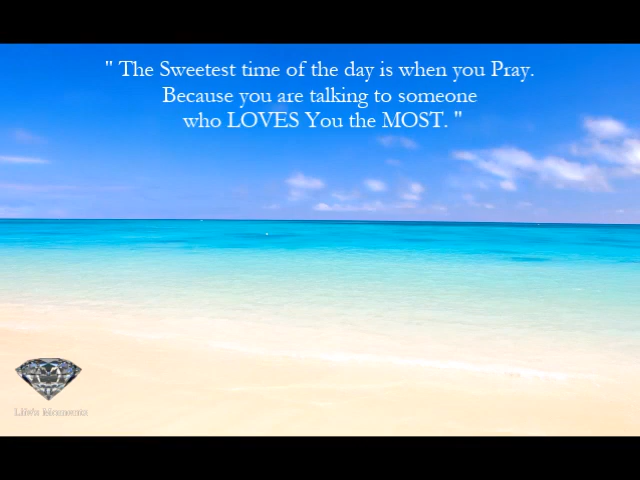 " The Sweetest time of the day is when you Pray.
Because you are talking to someone
who LOVES You the MOST. "